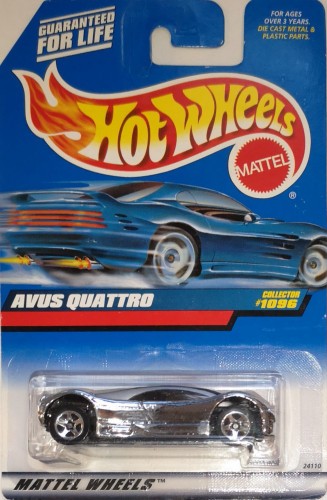 GUARANTEED
FOR LIFE
FOR AGES
OVER 3 YEARS.
DIE CAST METAL &
PLASTIC PARTS.
HOT WHEELS
MATTEL
®
AVUS QUATTRO
COLLECTOR
#1096
24110
MATTEL WHEELS™